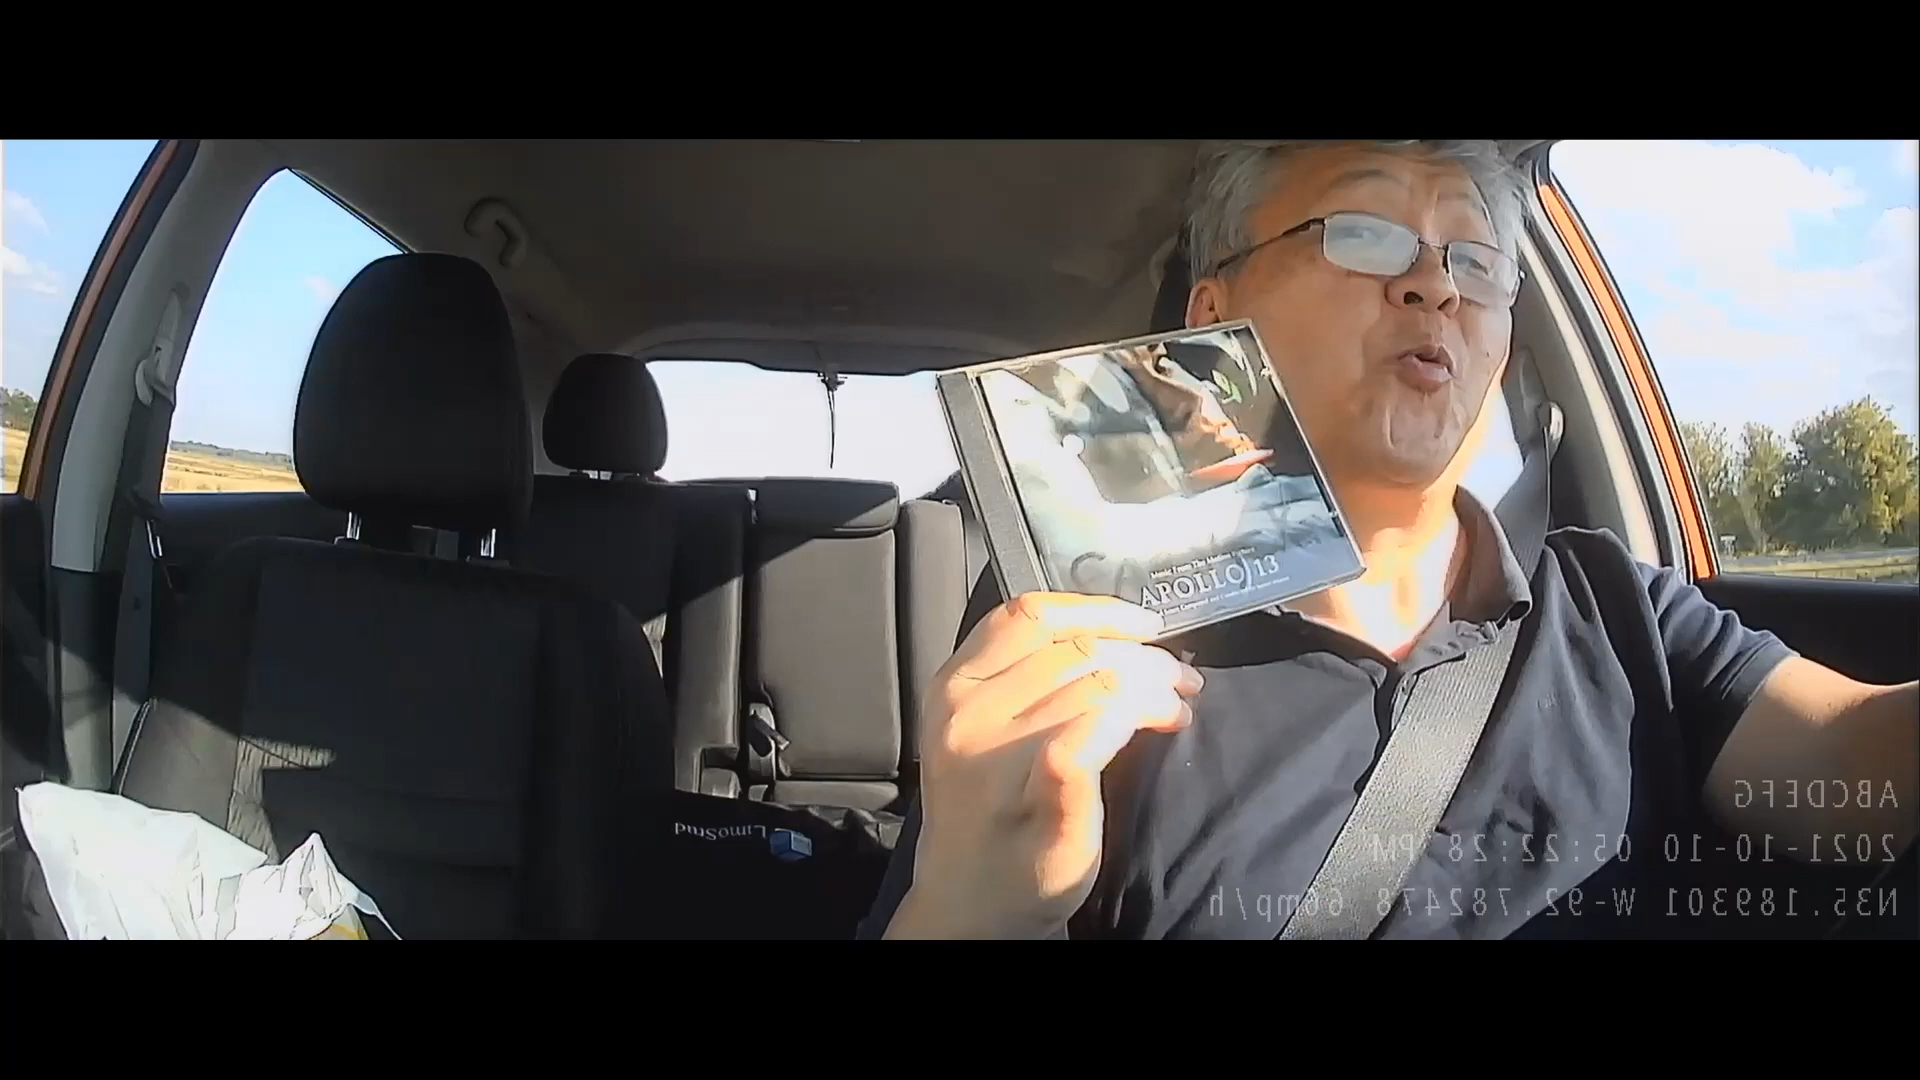 Music From The Motion Picture
APOLLO 13
LimoStud
ABCDEFG
2021-10-10 05:22:28 PM
N35.189301 W-92.782478 66mp/h